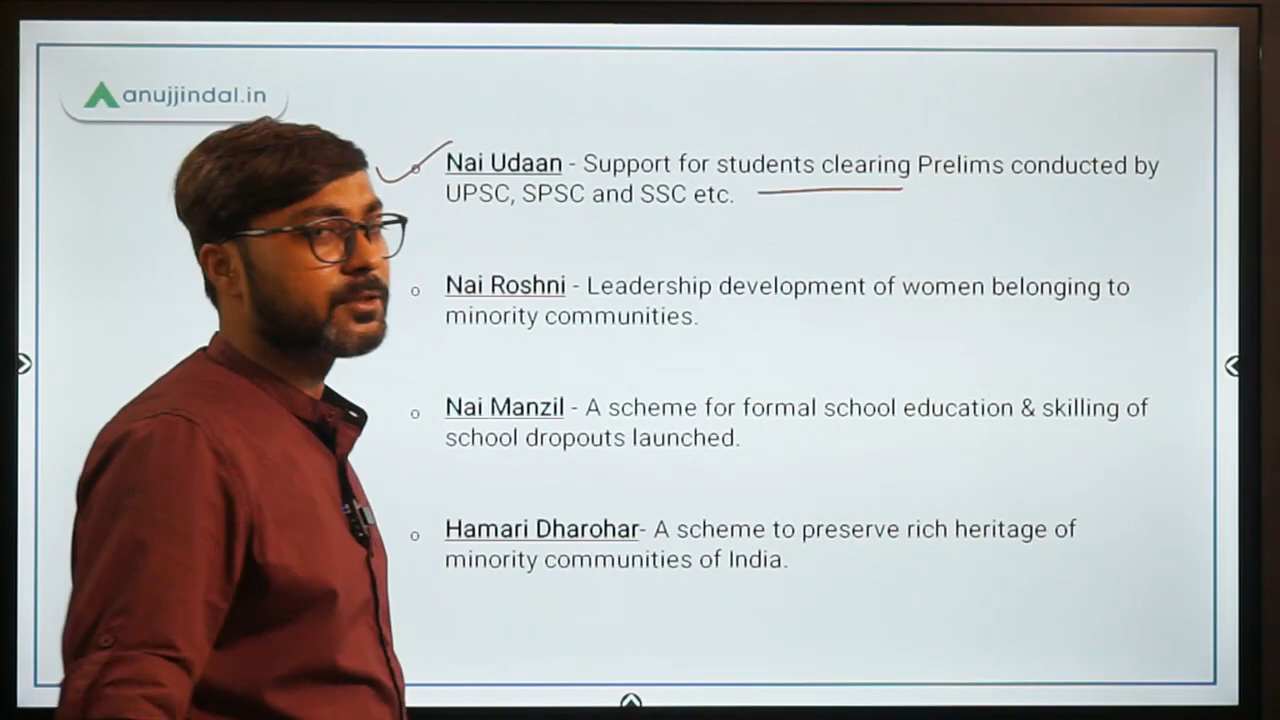 anujjindal.in
Nai Udaan - Support for students clearing Prelims conducted by
UPSC, SPSC and SSC etc.
Nai Roshni - Leadership development of women belonging to
minority communities.
Nai Manzil - A scheme for formal school education & skilling of
school dropouts launched.
Hamari Dharohar- A scheme to preserve rich heritage of
minority communities of India.